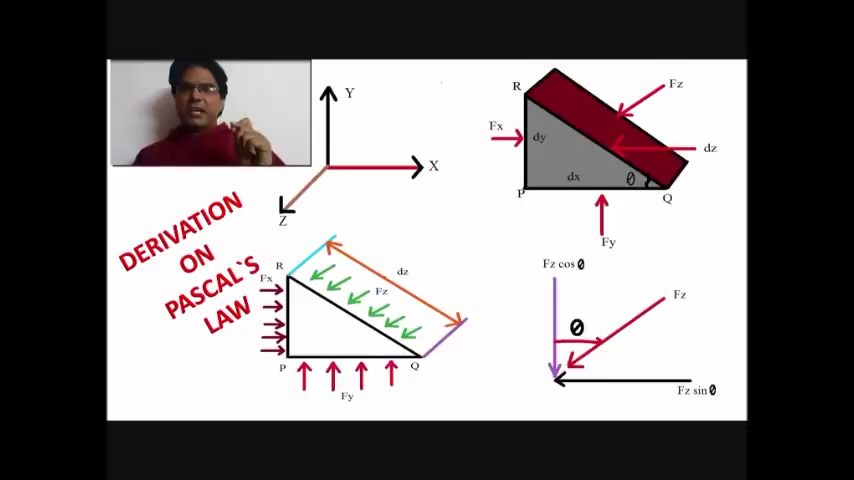 Y
X
Z
DERIVATION
ON
PASCAL`S
LAW
R
Fz
Fx
dy
dz
dx
θ
P
Q
Fy
R
Fx
dz
Fz
P
Q
Fy
Fz cos θ
Fz
θ
Fz sin θ